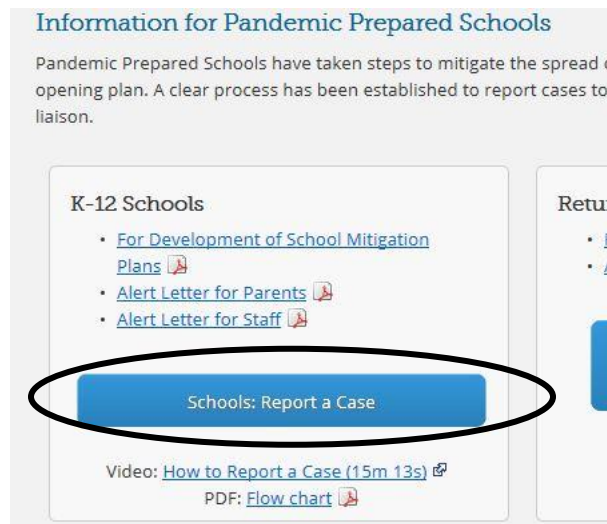 Information for Pandemic Prepared Schools
Pandemic Prepared Schools have taken steps to mitigate the spread
opening plan. A clear process has been established to report cases to
liaison.
K-12 Schools
• For Development of School Mitigation
Plans
• Alert Letter for Parents
• Alert Letter for Staff
Schools: Report a Case
Video: How to Report a Case (15m 13s)
PDF: Flow chart
Retu